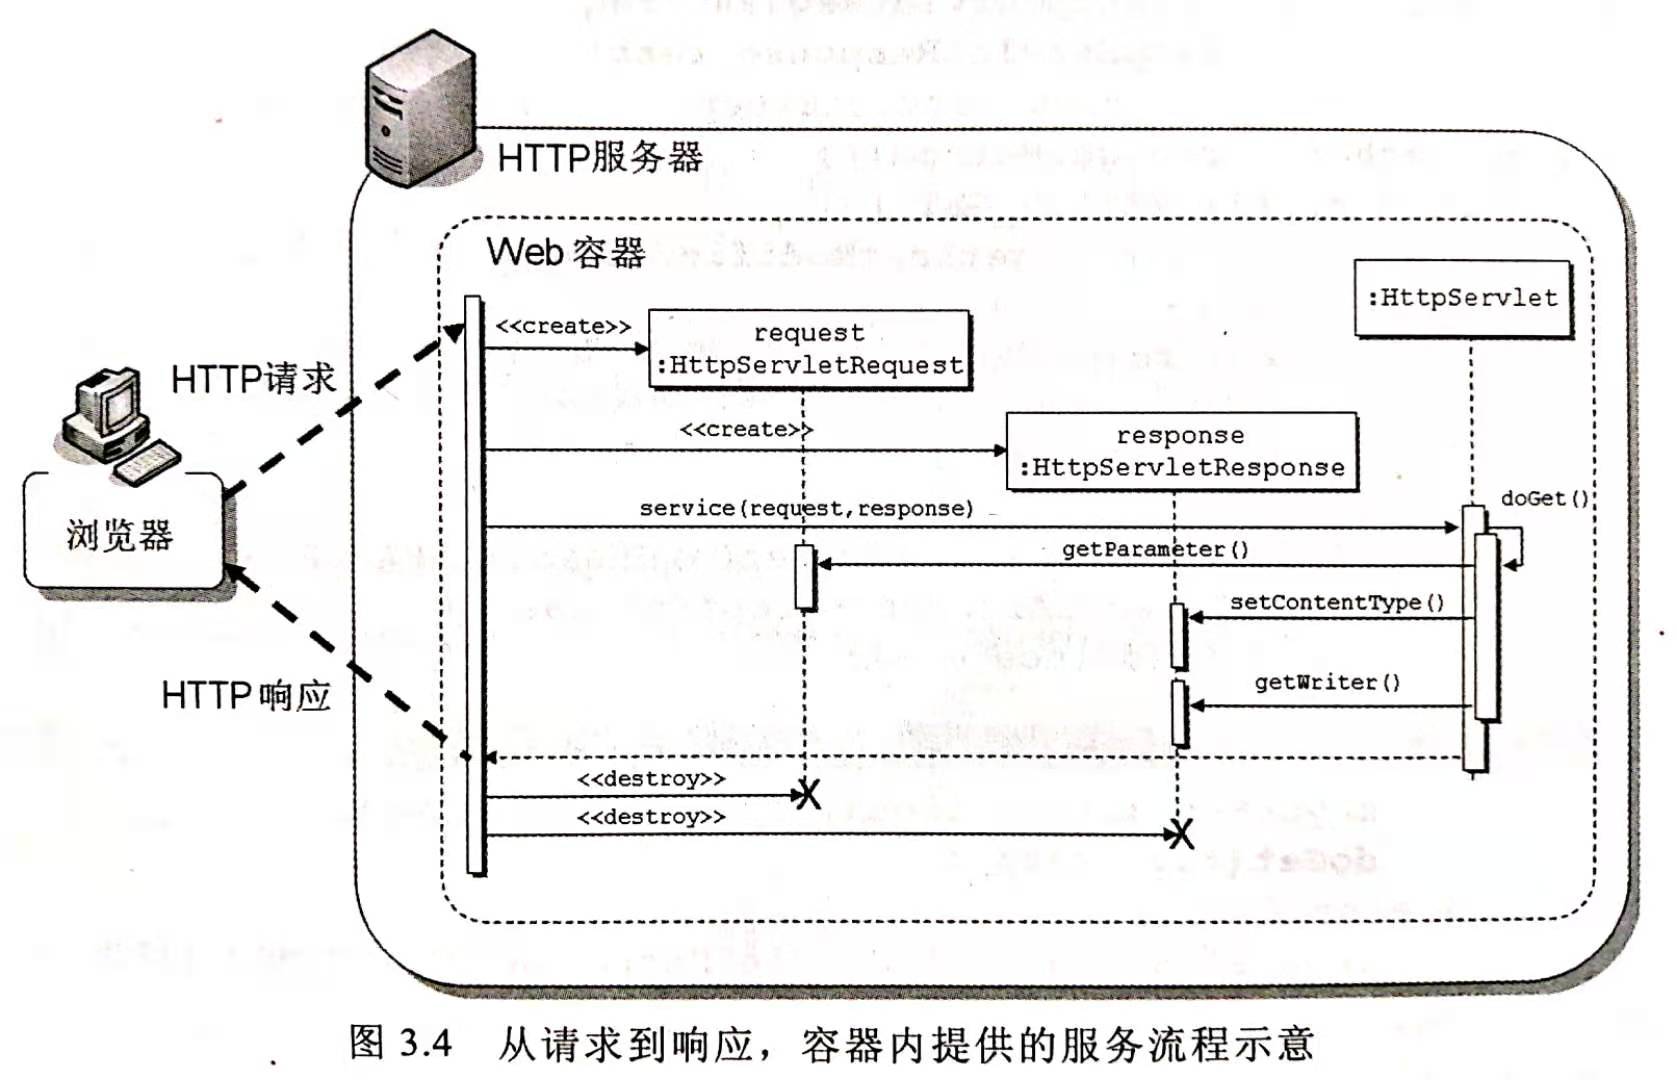 HTTP服务器
Web 容器
:HttpServlet
<<create>>
request
:HttpServletRequest
HTTP请求
<<create>>
response
:HttpServletResponse
浏览器
service(request,response)
doGet()
getParameter()
setContentType()
HTTP 响应
getWriter()
<<destroy>>
X
<<destroy>>
X
图 3.4 从请求到响应，容器内提供的服务流程示意